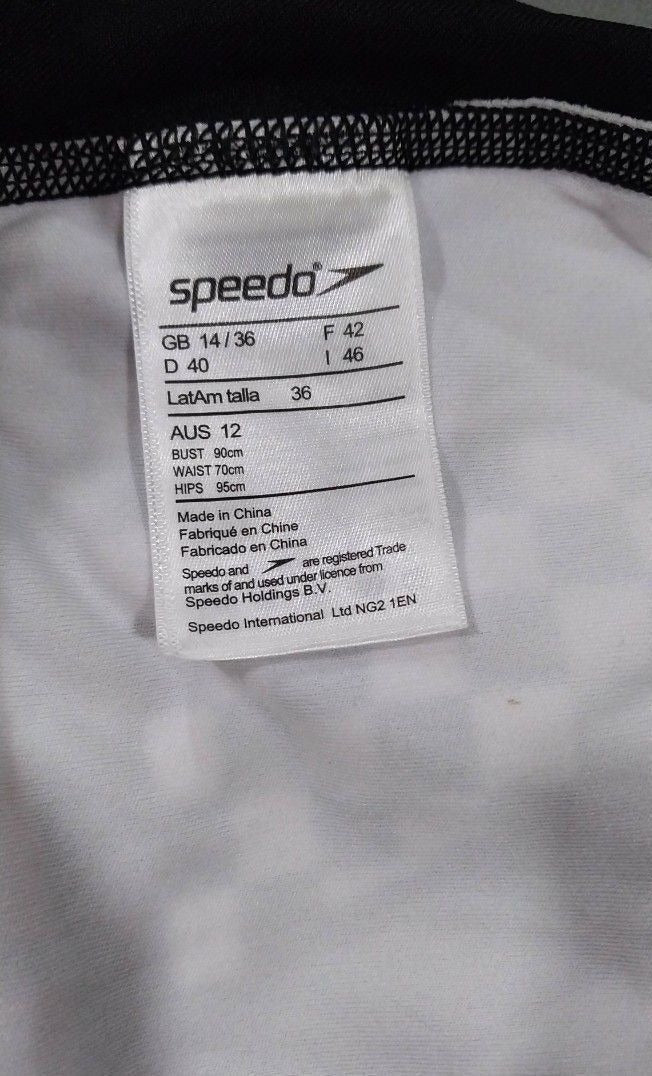 speedo®
GB 14/36 F 42
D 40 I 46
LatAm talla 36
AUS 12
BUST 90cm
WAIST 70cm
HIPS 95cm
Made in China
Fabriqué en Chine
Fabricado en China
Speedo and are registered Trade
marks of and used under licence from
Speedo Holdings B.V.
Speedo International Ltd NG2 1EN